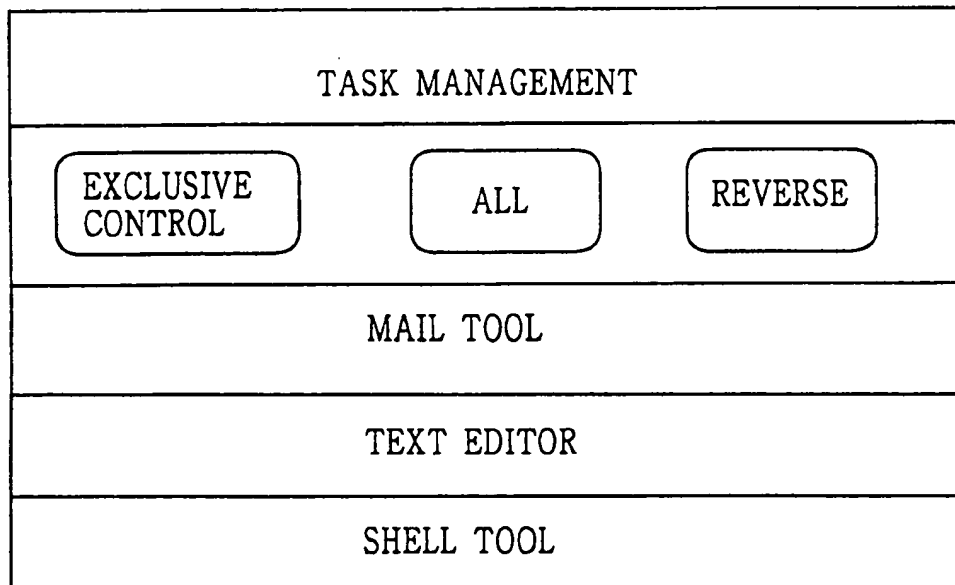 TASK MANAGEMENT
EXCLUSIVE
CONTROL
ALL
REVERSE
MAIL TOOL
TEXT EDITOR
SHELL TOOL